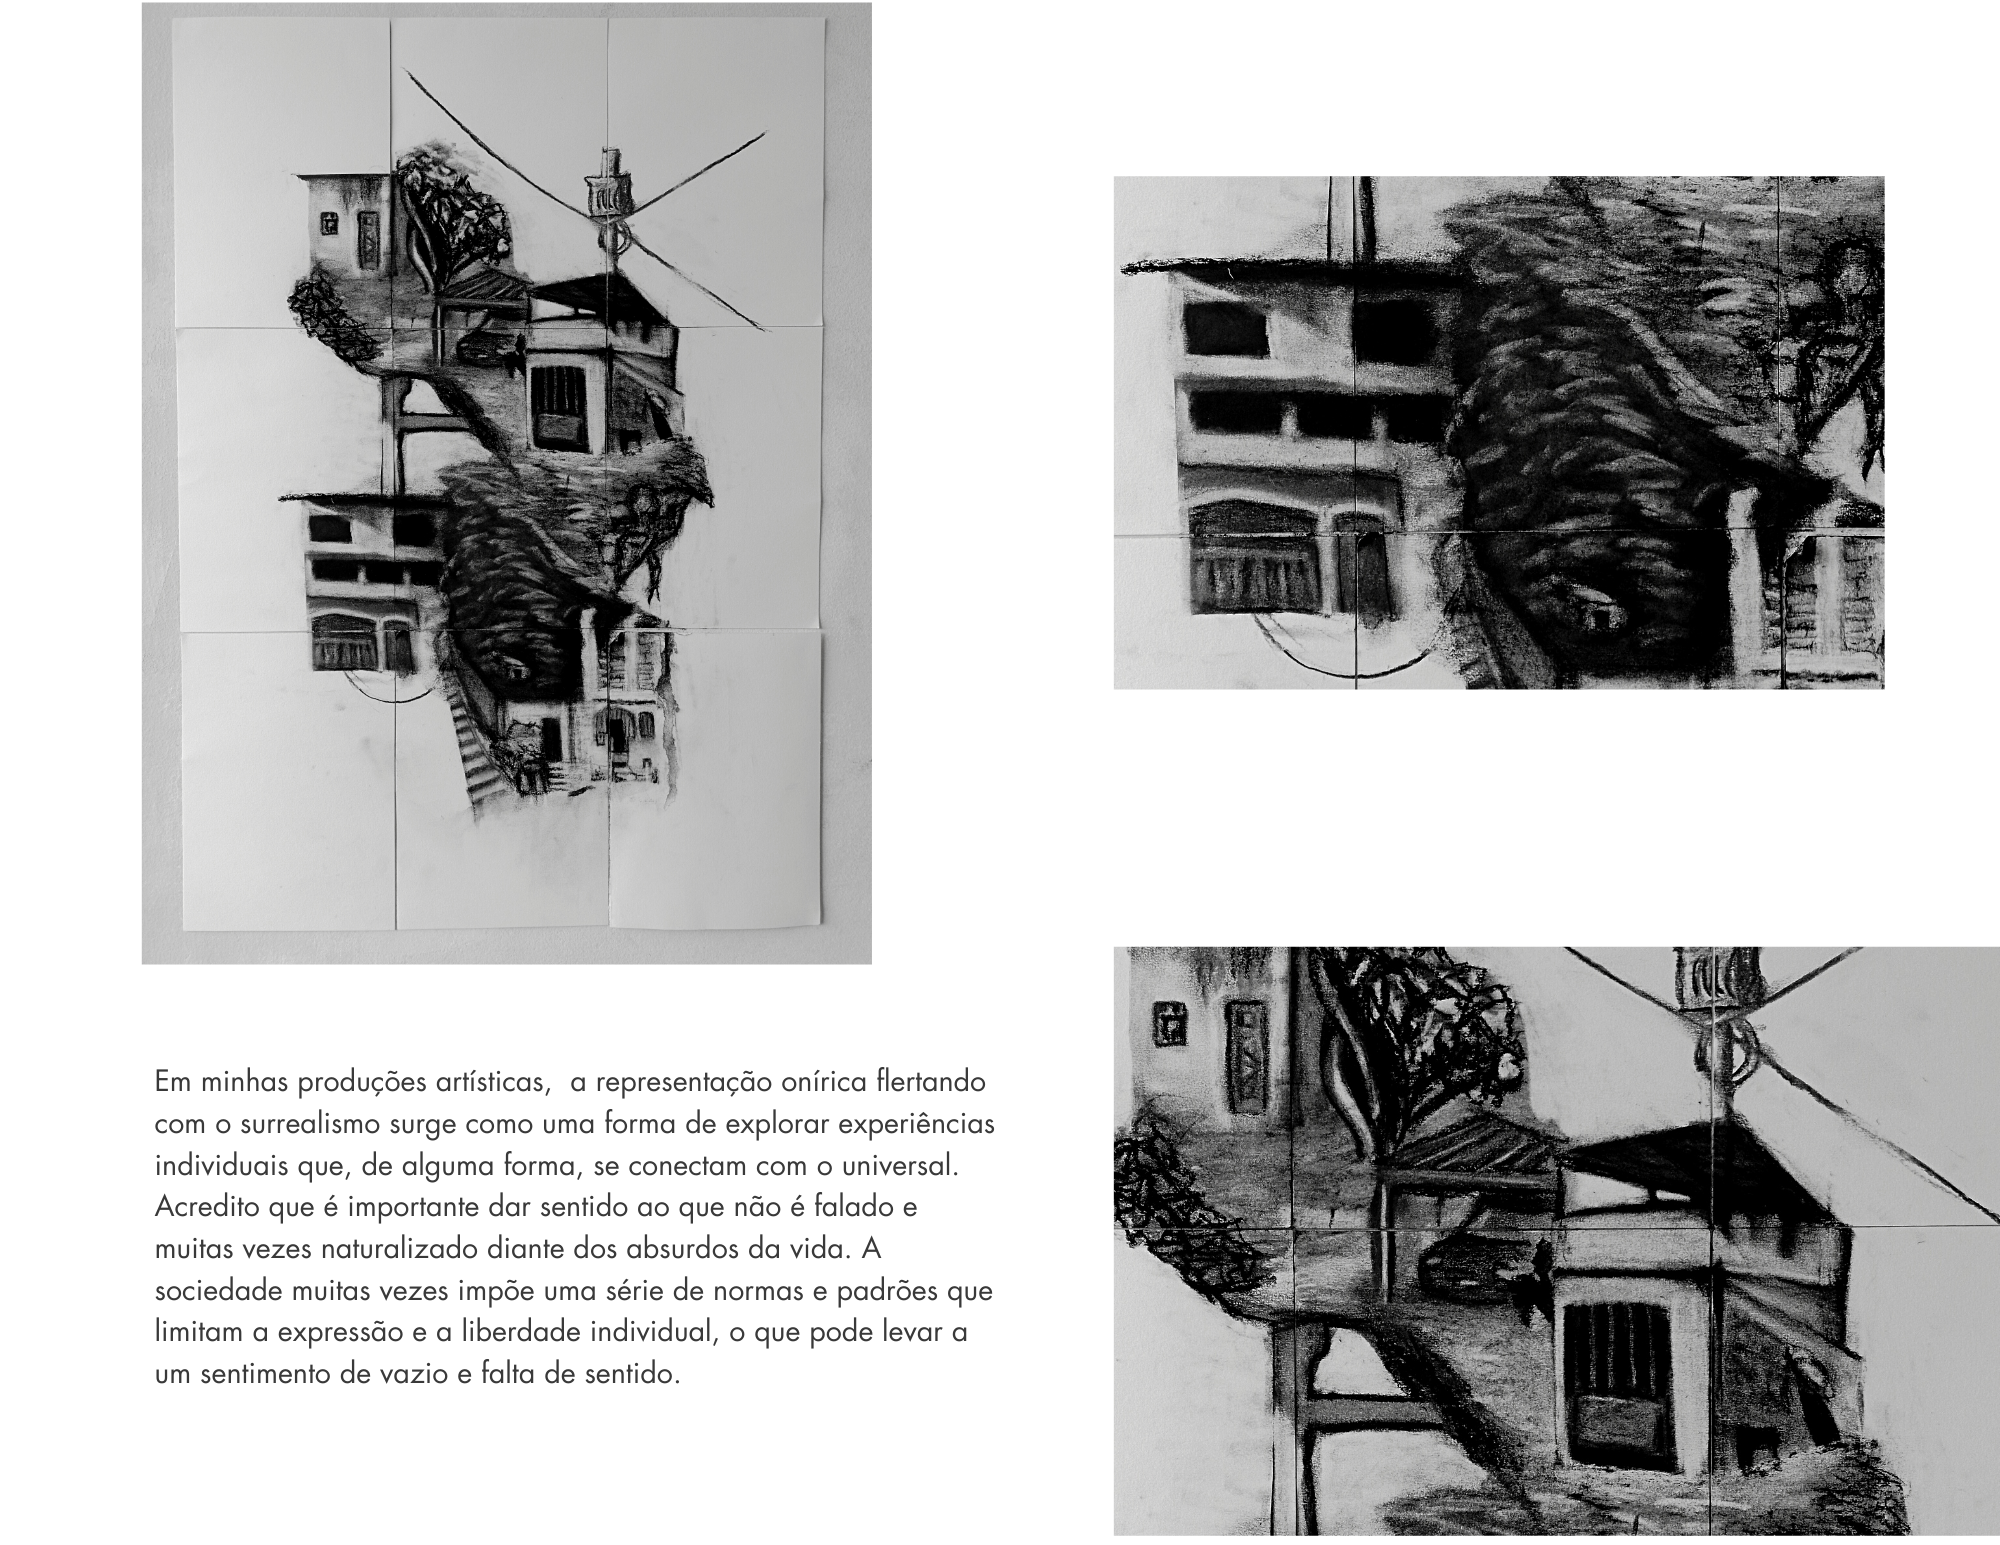 Em minhas produções artísticas,  a representação onírica flertando
com o surrealismo surge como uma forma de explorar experiências
individuais que, de alguma forma, se conectam com o universal.
Acredito que é importante dar sentido ao que não é falado e
muitas vezes naturalizado diante dos absurdos da vida. A
sociedade muitas vezes impõe uma série de normas e padrões que
limitam a expressão e a liberdade individual, o que pode levar a
um sentimento de vazio e falta de sentido.